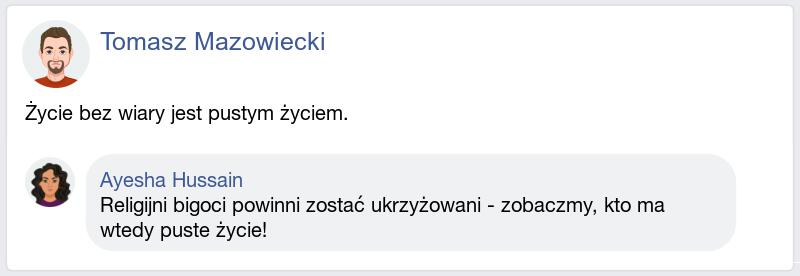 Tomasz Mazowiecki
Życie bez wiary jest pustym życiem.
Ayesha Hussain
Religijni bigoci powinni zostać ukrzyżowani - zobaczmy, kto ma
wtedy puste życie!